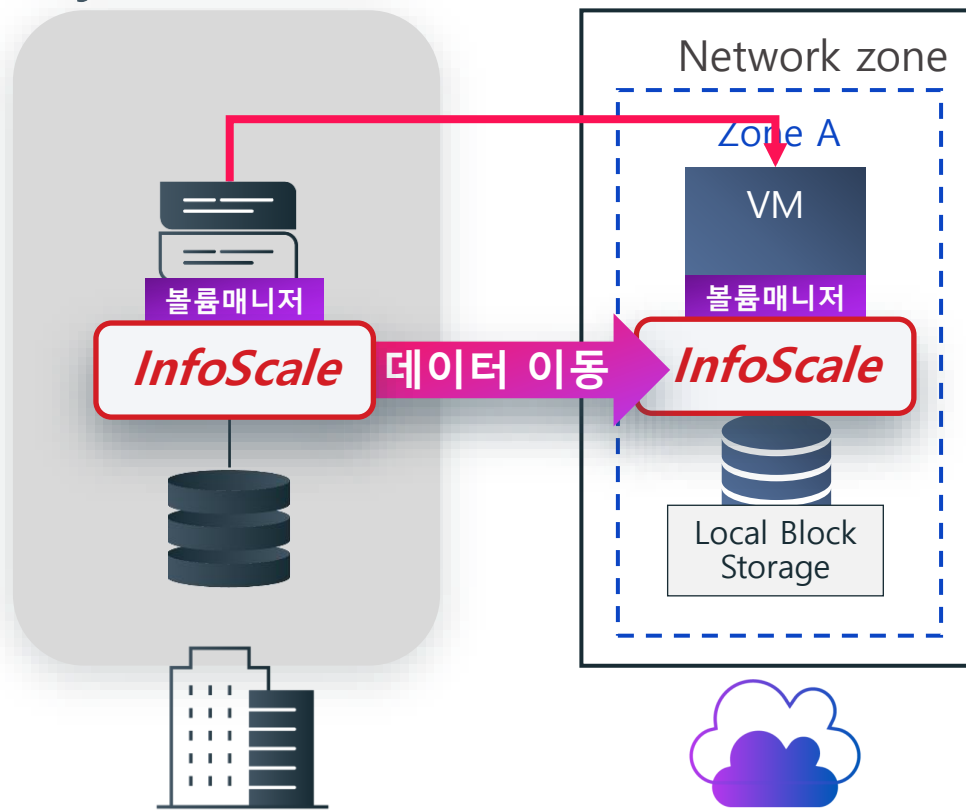 Network zone
Zone A
VM
볼륨매니저
볼륨매니저
InfoScale
데이터 이동
InfoScale
Local Block
Storage